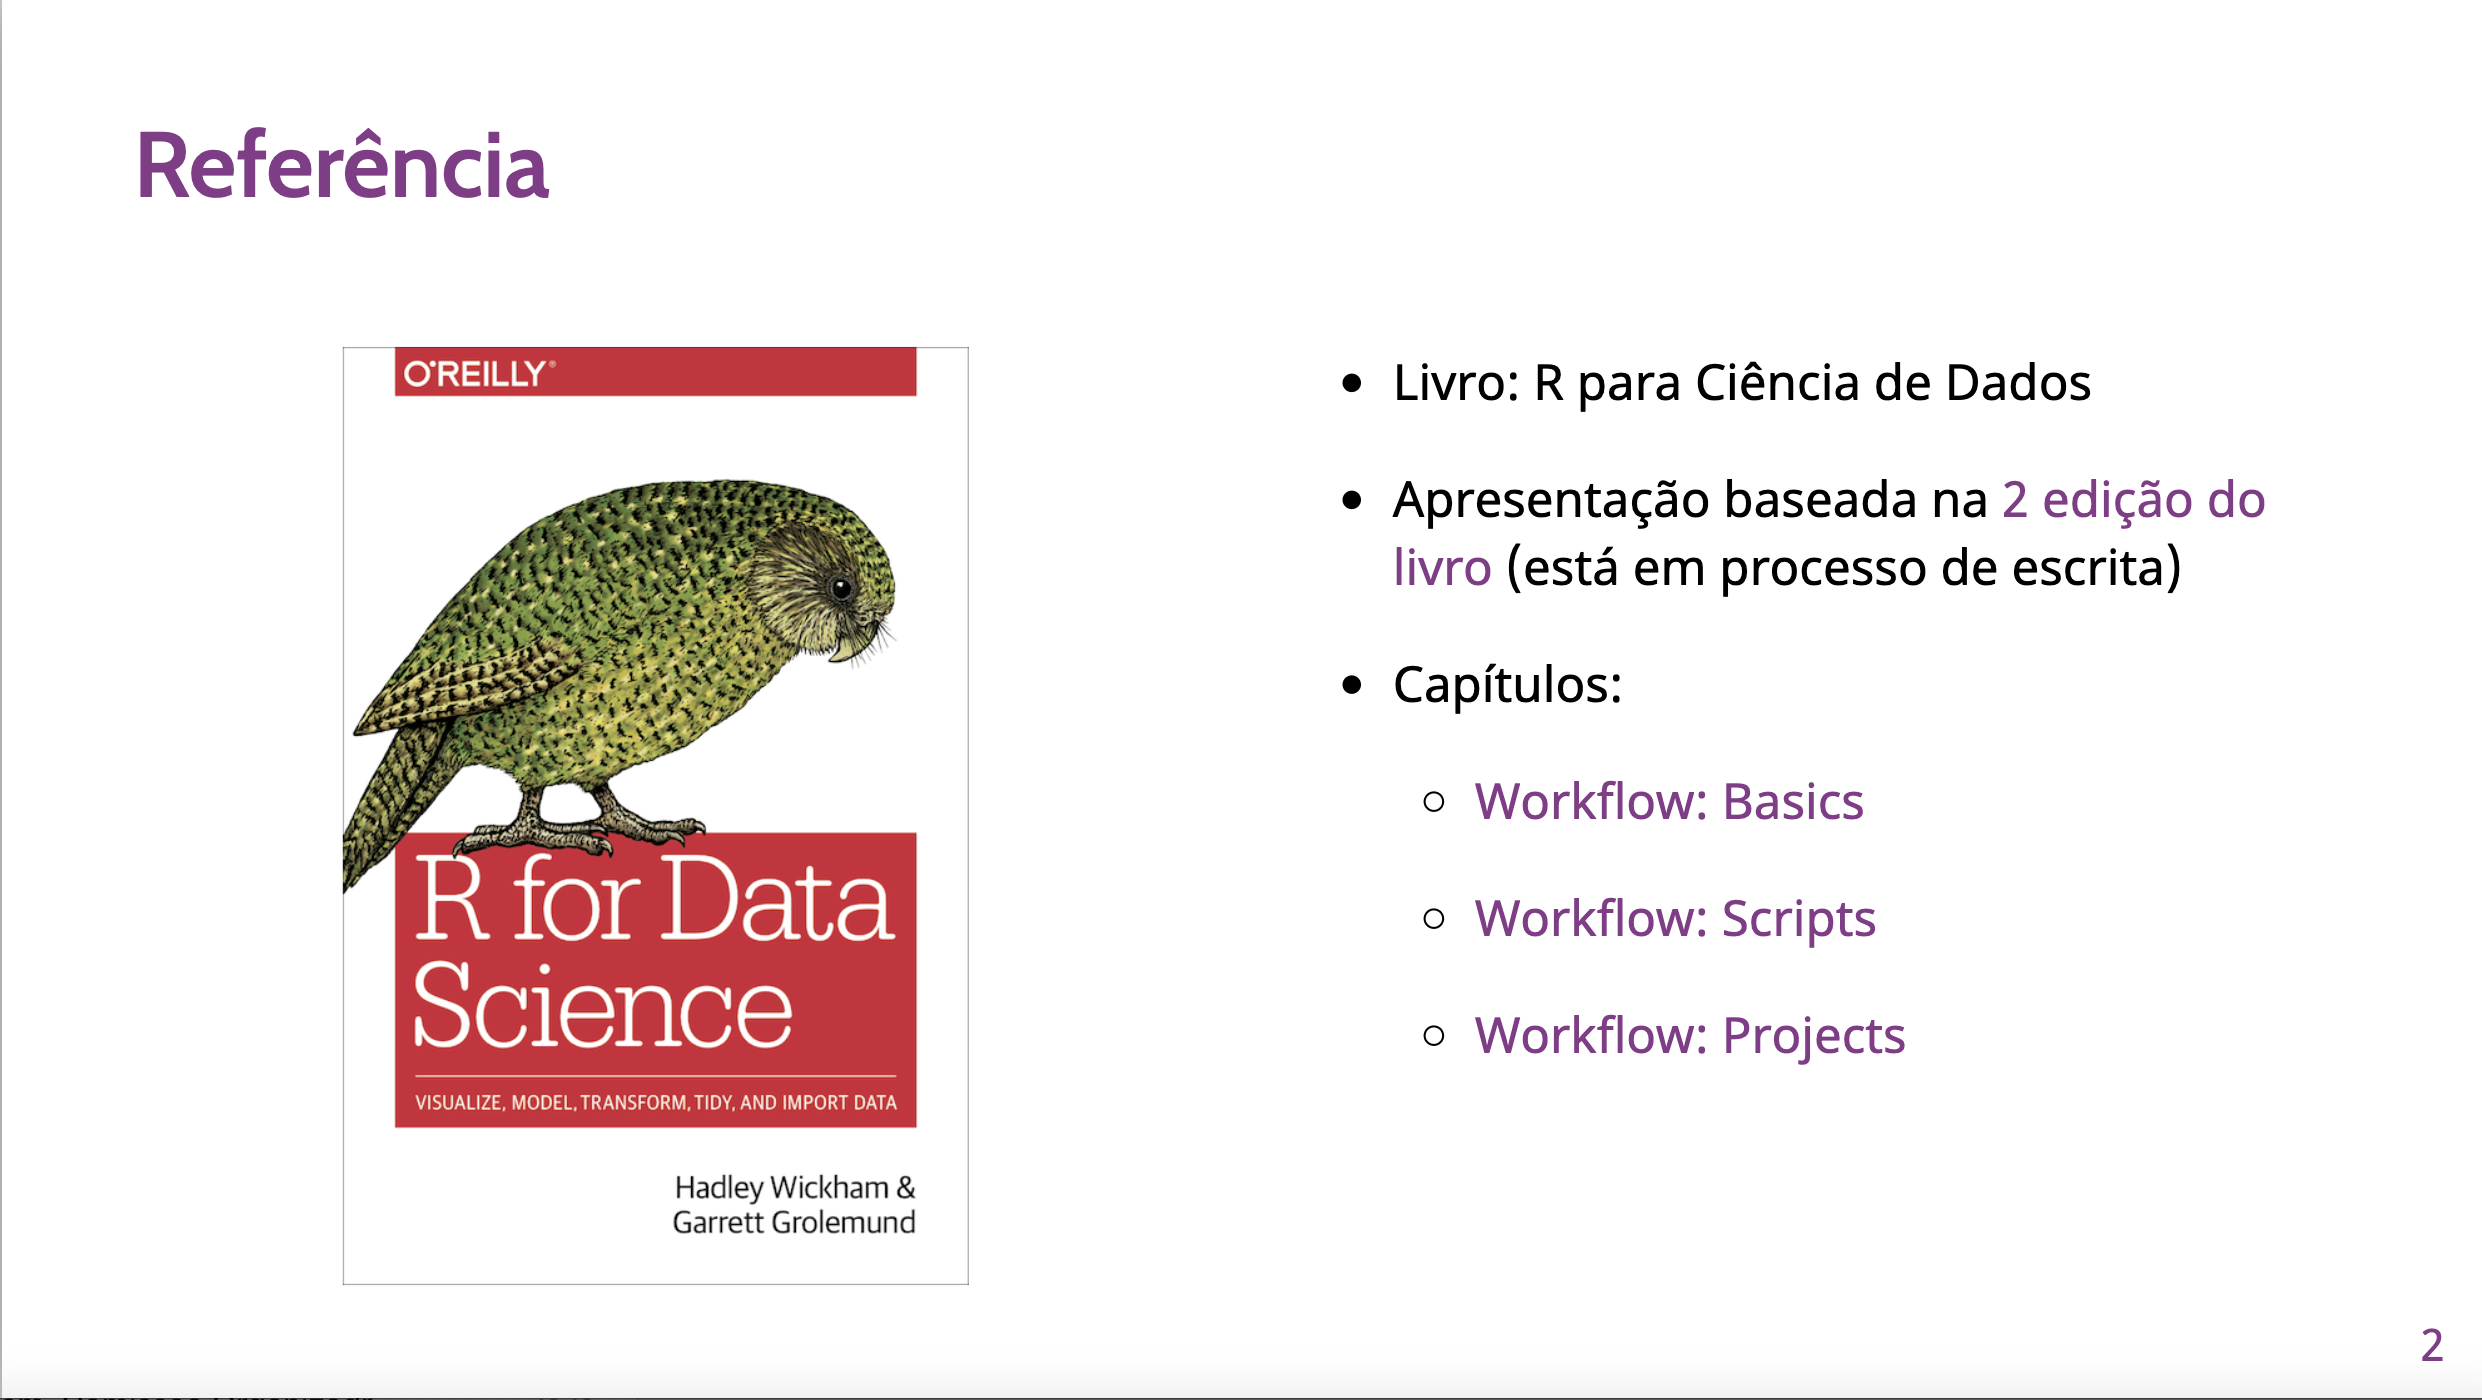 Referência
O'REILLY®
R for Data
Science
VISUALIZE, MODEL, TRANSFORM, TIDY, AND IMPORT DATA
Hadley Wickham &
Garrett Grolemund
Livro: R para Ciência de Dados
Apresentação baseada na 2 edição do
livro (está em processo de escrita)
Capítulos:
Workflow: Basics
Workflow: Scripts
Workflow: Projects
2